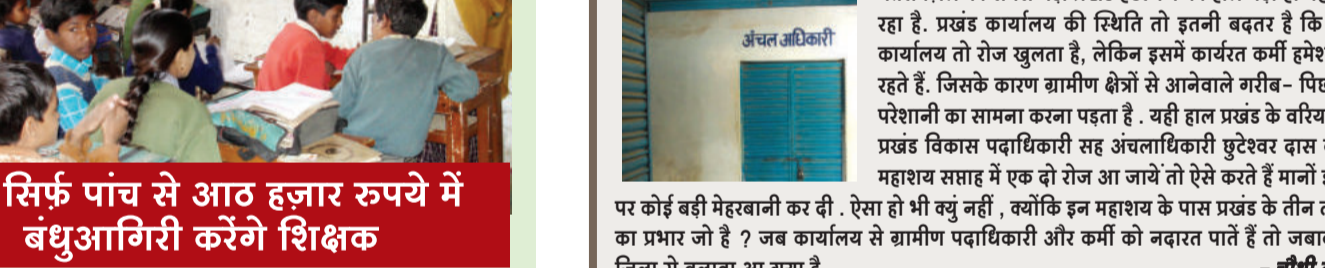 सिर्फ़ पांच से आठ हज़ार रुपये में
बंधुआगिरी करेंगे शिक्षक
अंचल अधिकारी
रहा है. प्रखंड कार्यालय की स्थिति तो इतनी बदतर है कि
कार्यालय तो रोज खुलता है, लेकिन इसमें कार्यरत कर्मी
रहते हैं. जिसके कारण ग्रामीण क्षेत्रों से आनेवाले गरीब–
परेशानी का सामना करना पड़ता है . यही हाल प्रखंड के
प्रखंड विकास पदाधिकारी सह अंचलाधिकारी छुटेश्वर दास
महाशय सप्ताह में एक दो रोज आ जायें तो ऐसे करते हैं मानों
पर कोई बड़ी मेहरबानी कर दी . ऐसा हो भी क्युं नहीं , क्योंकि इन महाशय के पास प्रखंड के तीन
का प्रभार जो है ? जब कार्यालय से ग्रामीण पदाधिकारी और कर्मी को नदारत पातें हैं तो